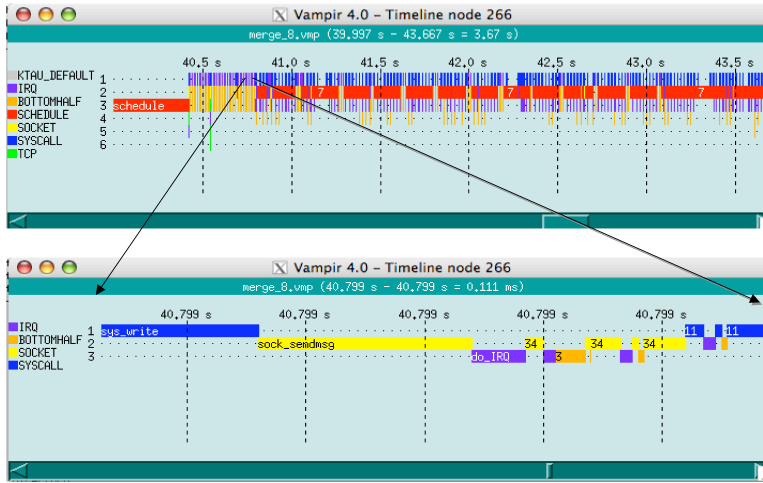 Vampir 4.0 - Timeline node 266
merge_8.vmp (39.997 s - 43.667 s = 3.67 s)
40.5 s 41.0 s 41.5 s 42.0 s 42.5 s 43.0 s 43.5 s
KTAU_DEFAULT 1
IRQ 2 7 7 7
BOTTOMHALF 3 schedule
SCHEDULE 4
SOCKET 5
SYSCALL 6
TCP
Vampir 4.0 - Timeline node 266
merge_8.vmp (40.799 s - 40.799 s = 0.111 ms)
40.799 s 40.799 s 40.799 s 40.799 s 40.799 s
IRQ 1 sys_write 11 11
BOTTOMHALF 2 sock_sendmsg 34 34 34
SOCKET 3 do_IRQ 3
SYSCALL